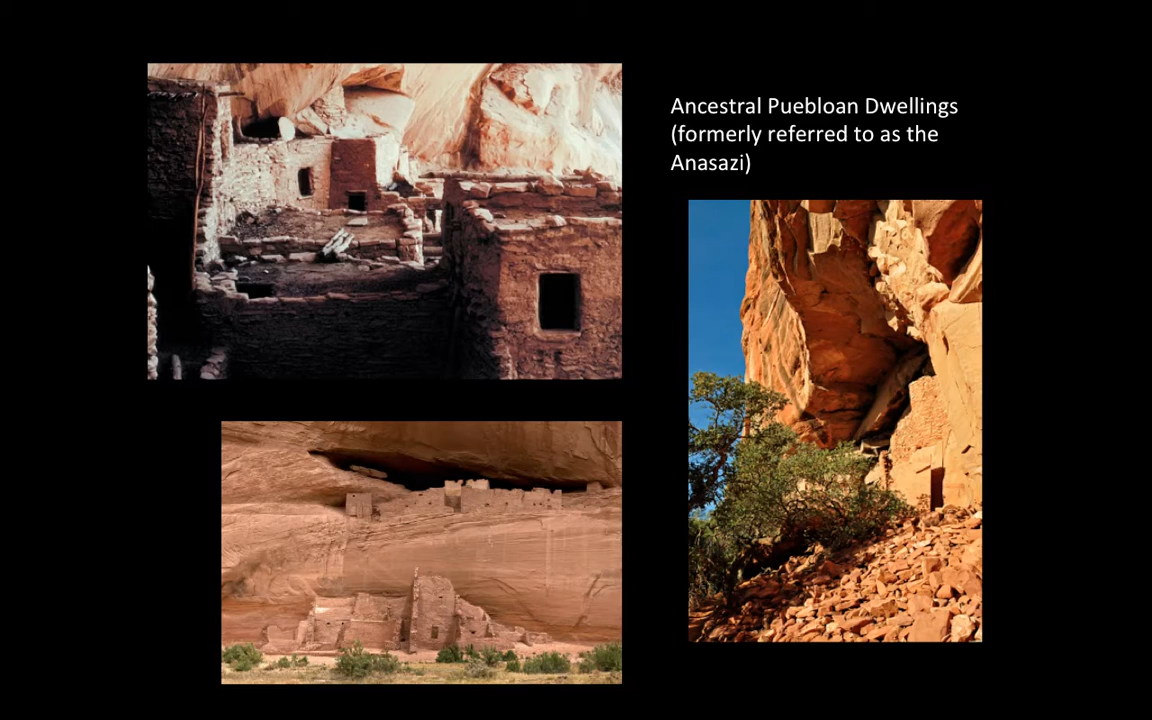 Ancestral Puebloan Dwellings
(formerly referred to as the
Anasazi)